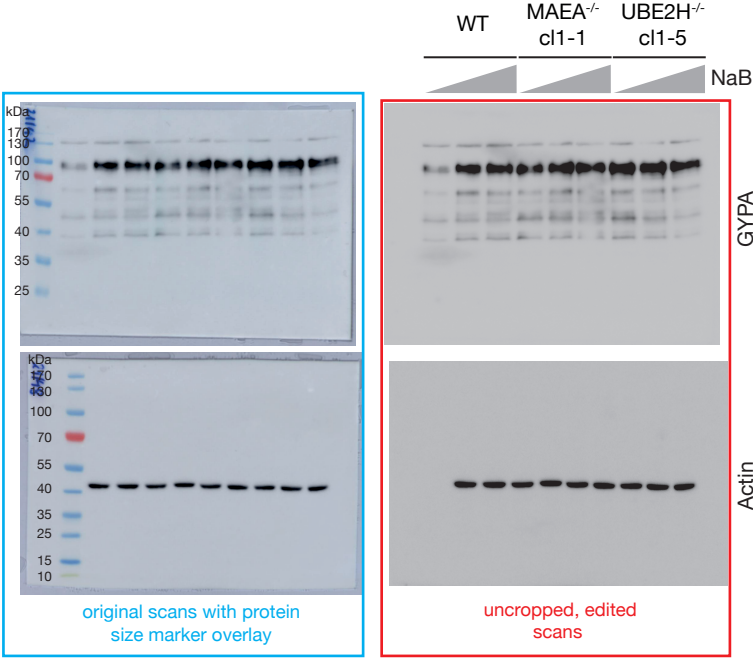 WT
MAEA-/-
cl1-1
UBE2H-/-
cl1-5
NaB
kDa
170
130
100
70
55
40
35
25
GYPA
kDa
170
130
100
70
55
40
35
25
15
10
Actin
original scans with protein
size marker overlay
uncropped, edited
scans